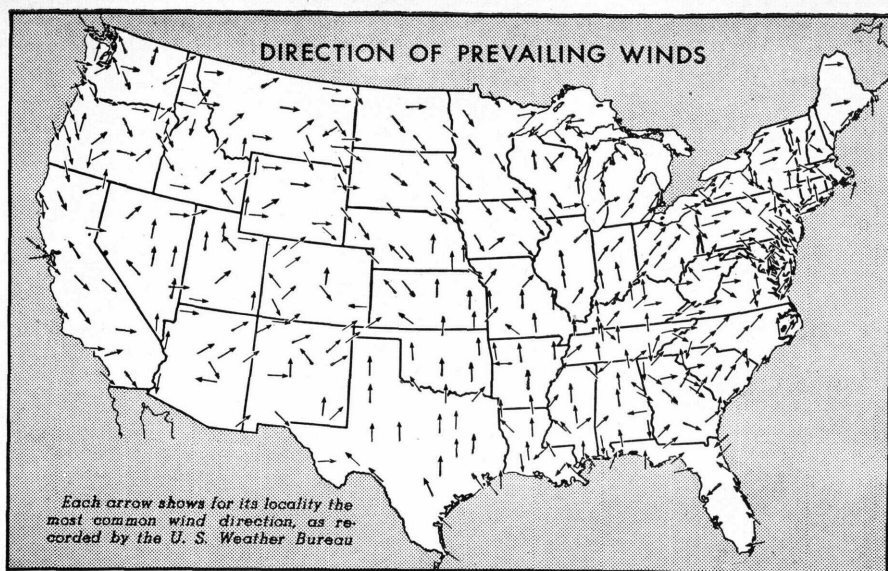 DIRECTION OF PREVAILING WINDS
Each arrow shows for its locality the
most common wind direction, as re-
corded by the U. S. Weather Bureau